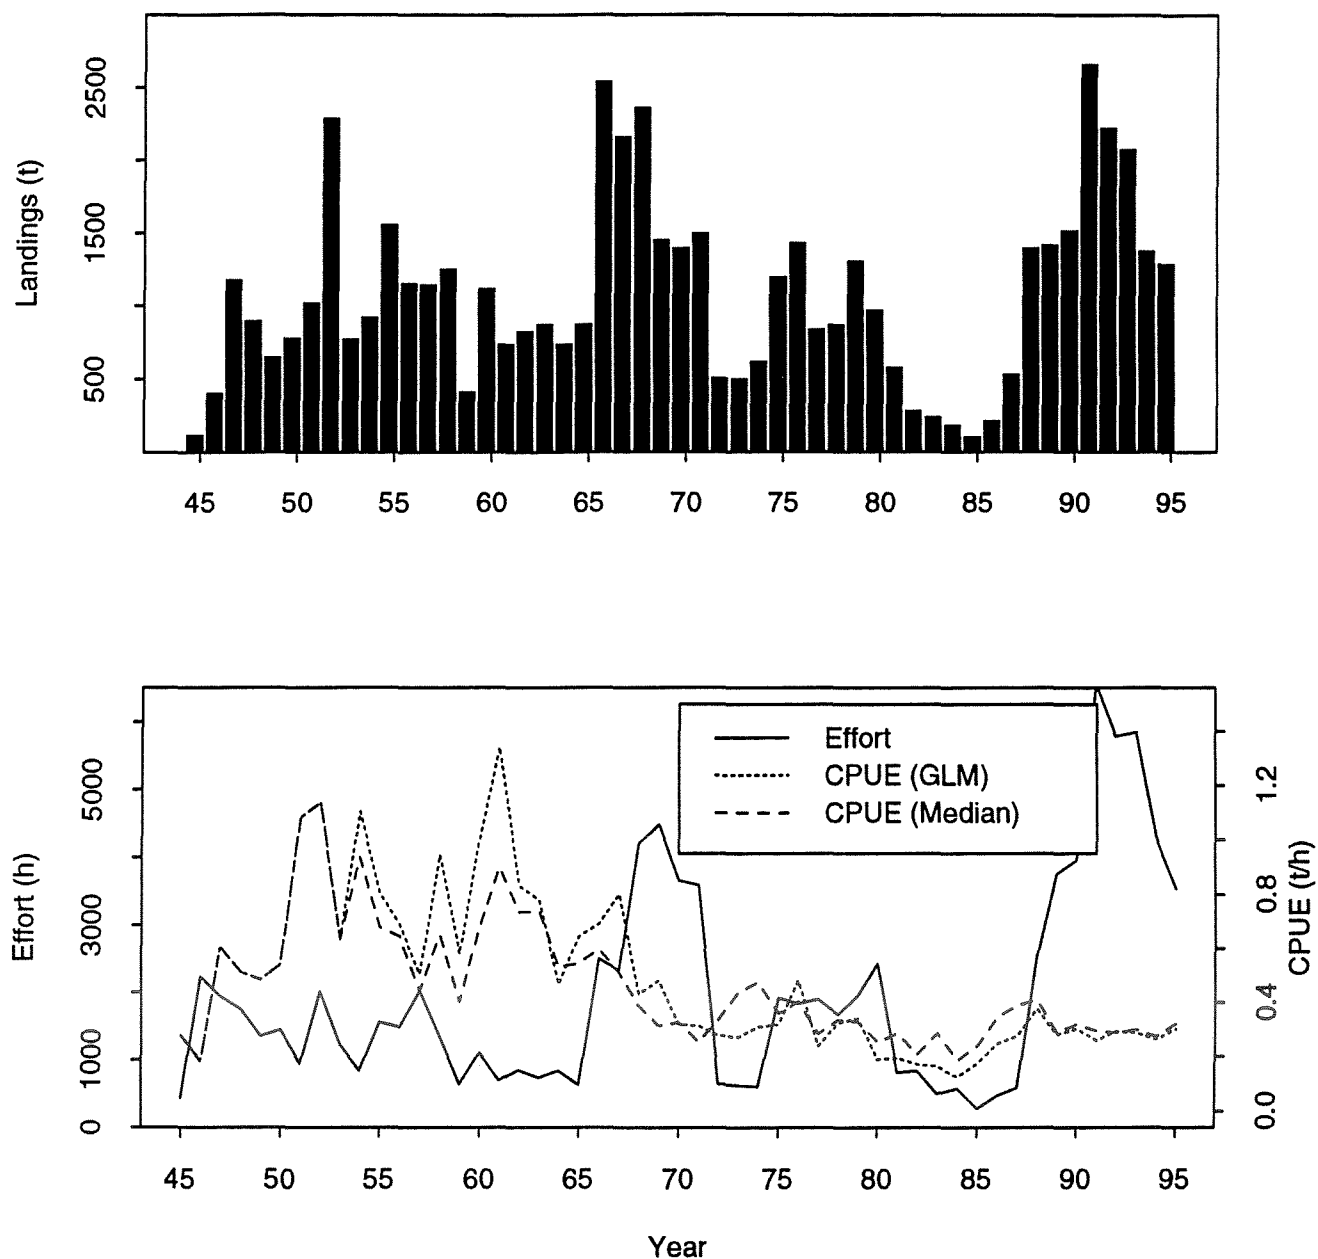 Landings (t)
2500
1500
500
45 50 55 60 65 70 75 80 85 90 95
Effort (h)
5000
3000
1000
0
Effort
CPUE (GLM)
CPUE (Median)
1.2
0.8
0.4
0.0
CPUE (t/h)
45 50 55 60 65 70 75 80 85 90 95
Year